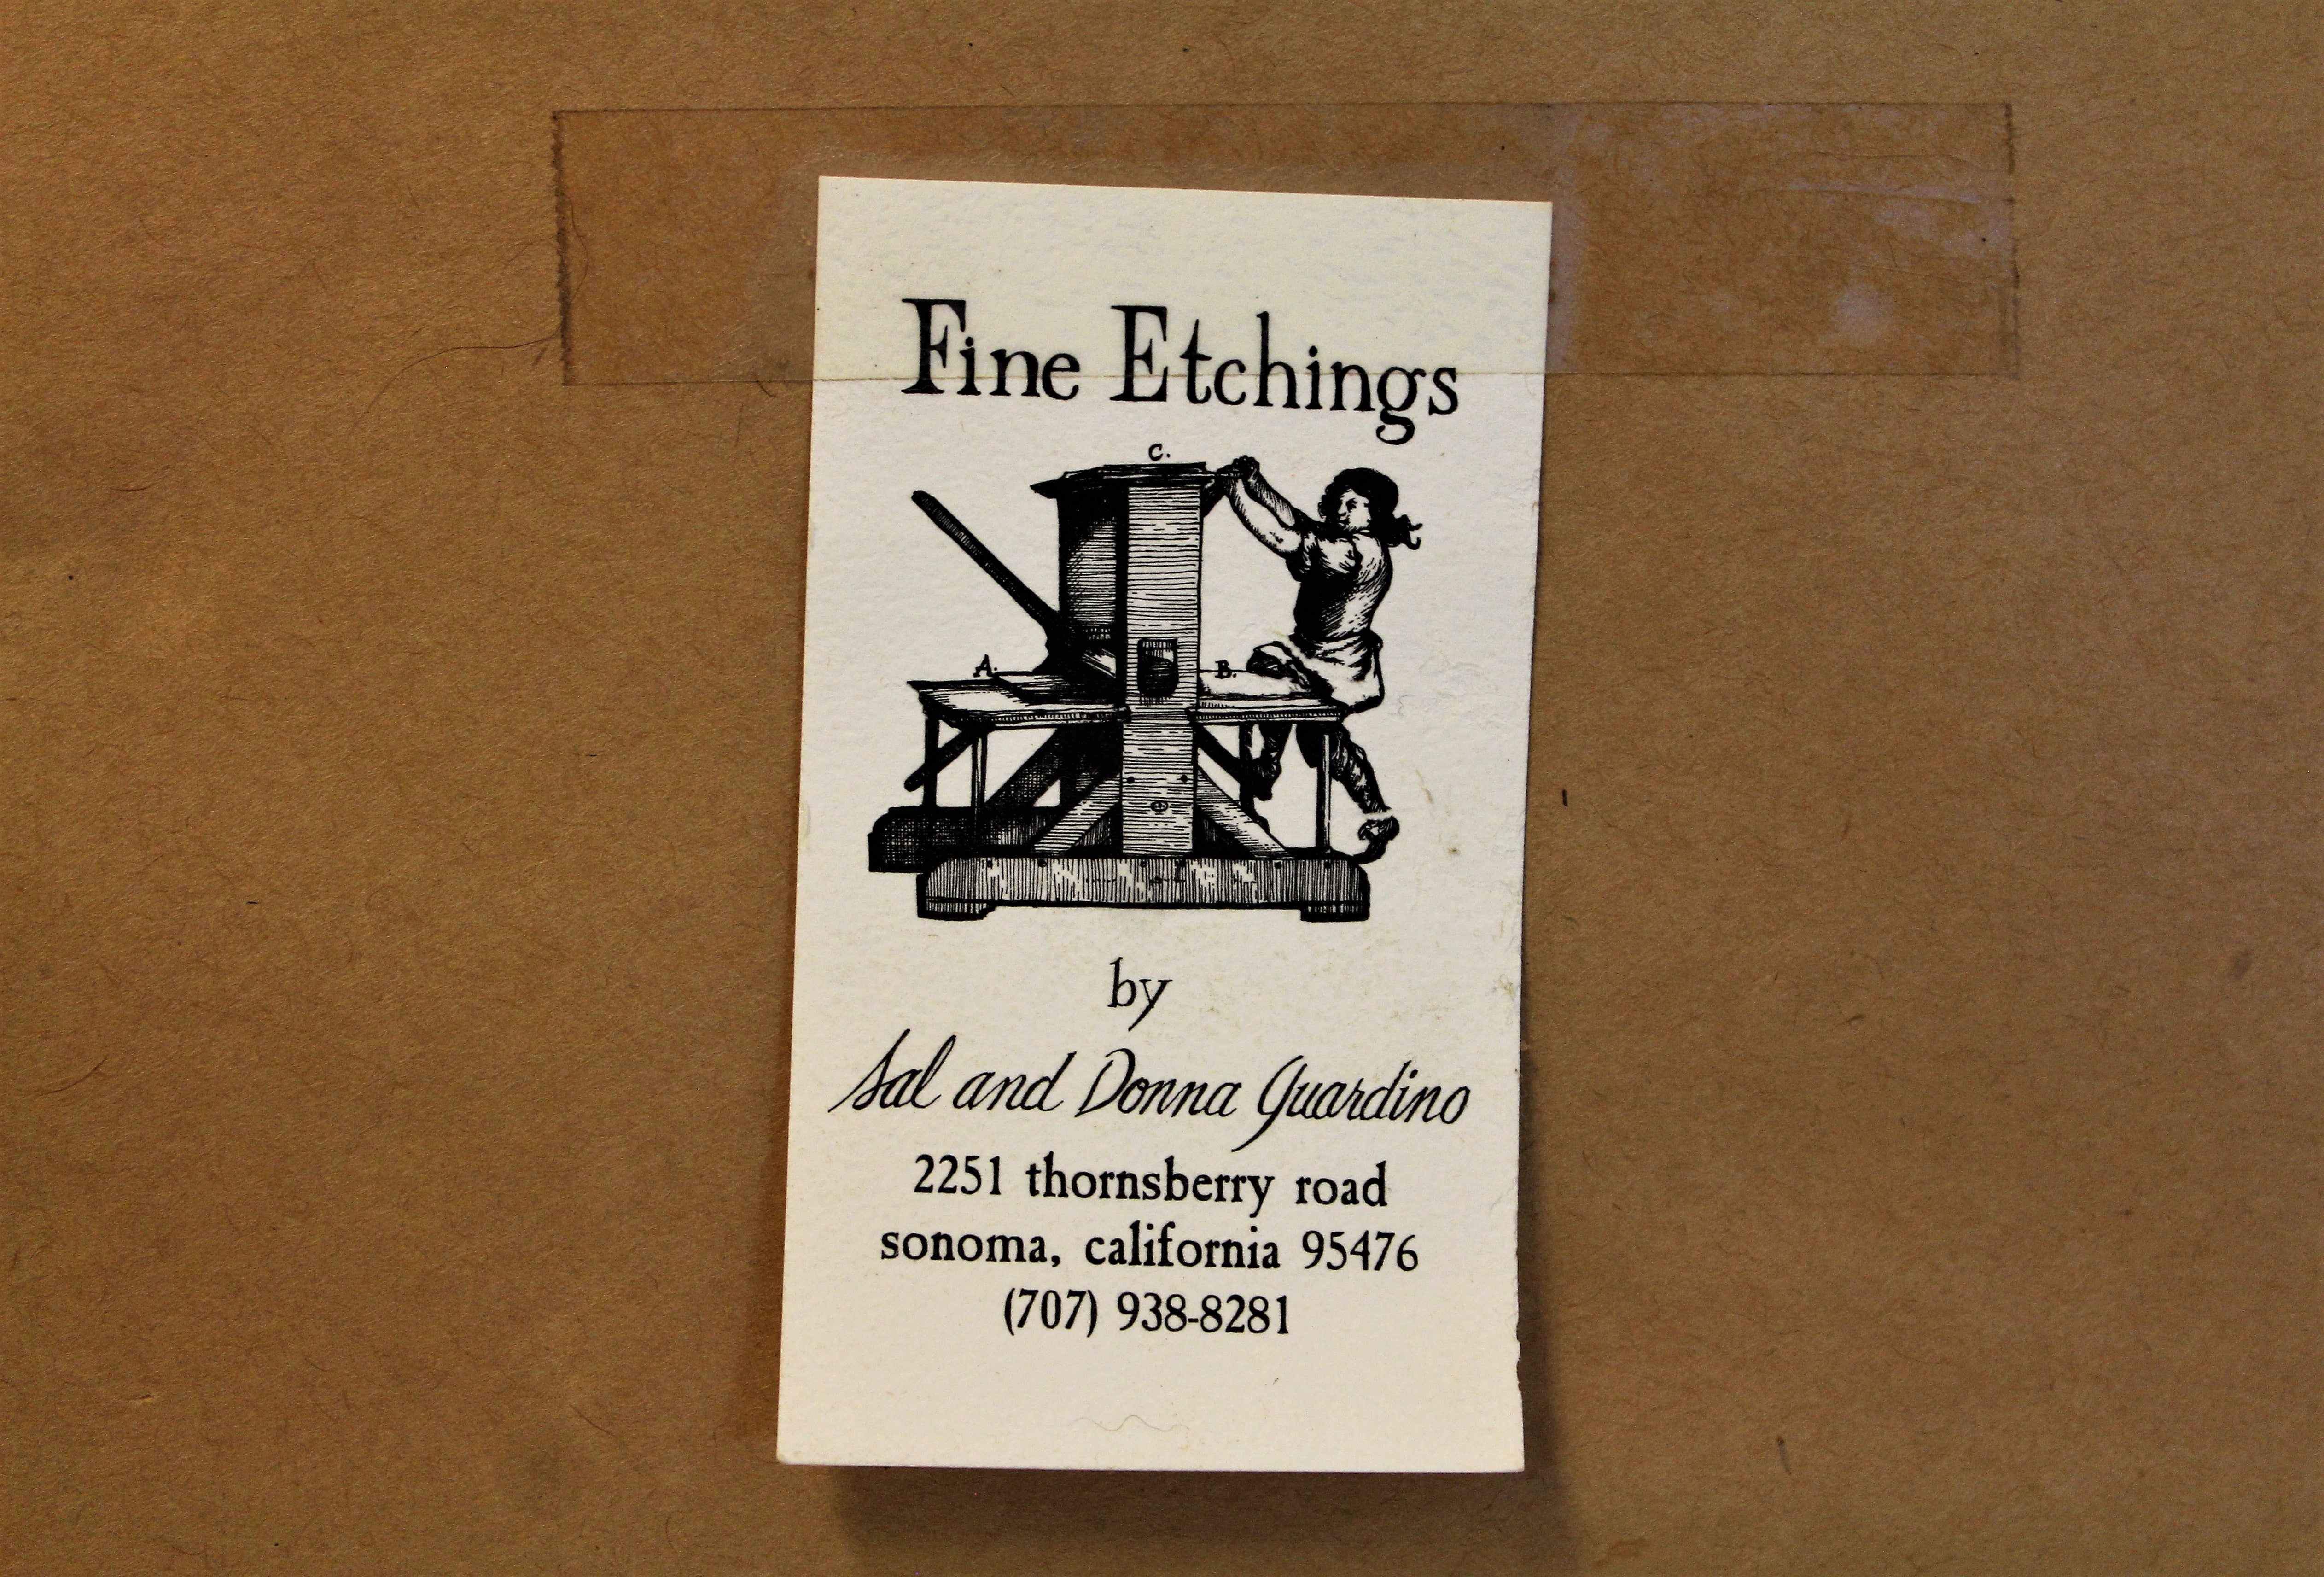 Fine Etchings
C.
A.
B.
by
Sal and Donna Guardino
2251 thornsberry road
sonoma, california 95476
(707) 938-8281